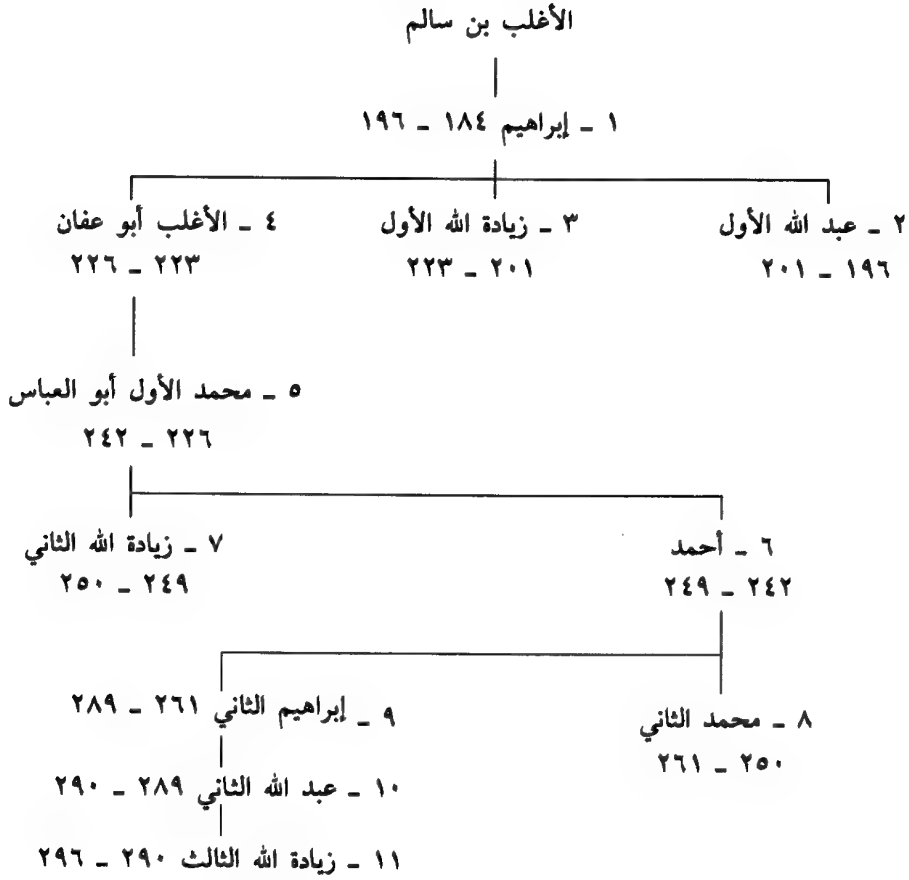 الأغلب بن سالم
١ - إبراهيم ١٨٤ - ١٩٦
٢ - عبد الله الأول
١٩٦ - ٢٠١
٣ - زيادة الله الأول
٢٠١ - ٢٢٣
٤ - الأغلب أبو عفان
٢٢٣ - ٢٢٦
٥ - محمد الأول أبو العباس
٢٢٦ - ٢٤٢
٦ - أحمد
٢٤٢ - ٢٤٩
٧ - زيادة الله الثاني
٢٤٩ - ٢٥٠
٨ - محمد الثاني
٢٥٠ - ٢٦١
٩ - إبراهيم الثاني ٢٦١ - ٢٨٩
١٠ - عبد الله الثاني ٢٨٩ - ٢٩٠
١١ - زيادة الله الثالث ٢٩٠ - ٢٩٦